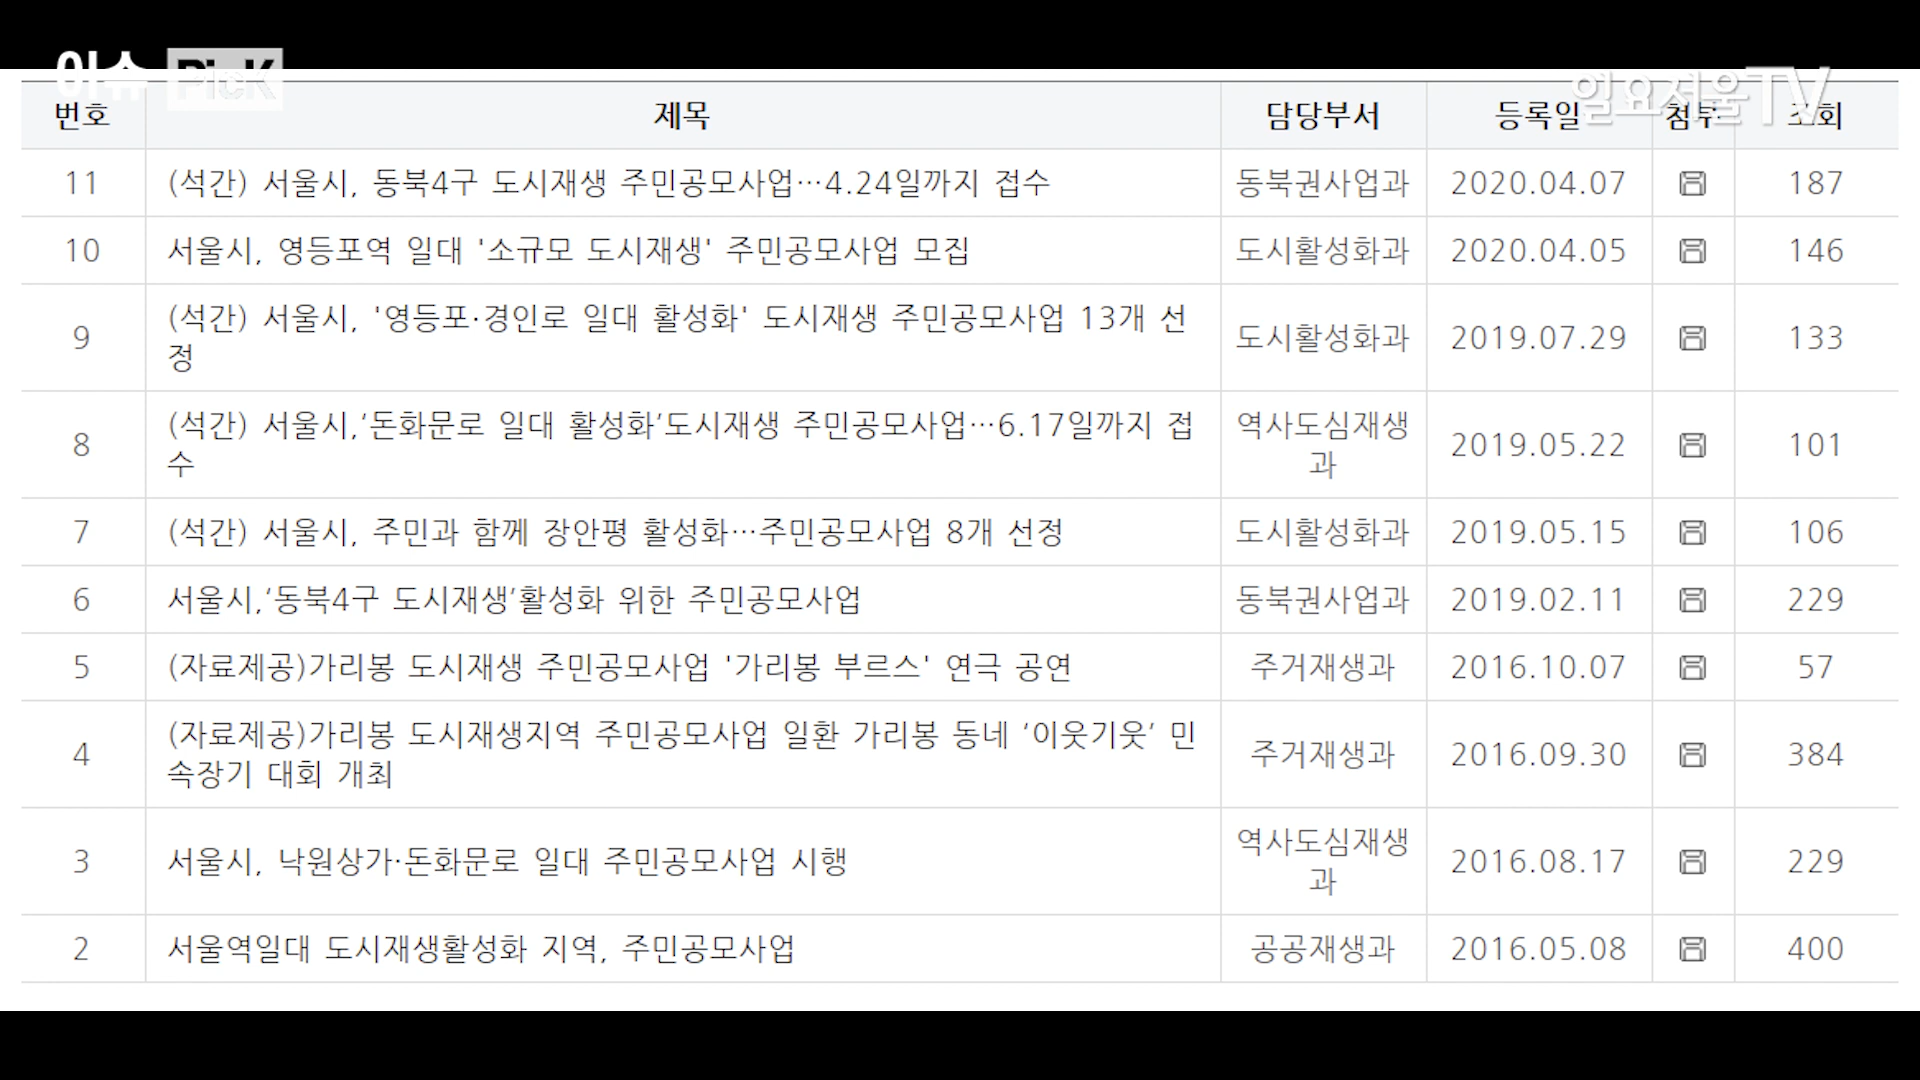 이슈 PicK
일요서울TV
번호 제목 담당부서 등록일 첨부 조회
11 (석간) 서울시, 동북4구 도시재생 주민공모사업…4.24일까지 접수 동북권사업과 2020.04.07 187
10 서울시, 영등포역 일대 '소규모 도시재생' 주민공모사업 모집 도시활성화과 2020.04.05 146
9 (석간) 서울시, '영등포·경인로 일대 활성화' 도시재생 주민공모사업 13개 선
정 도시활성화과 2019.07.29 133
8 (석간) 서울시,‘돈화문로 일대 활성화’도시재생 주민공모사업…6.17일까지 접
수 역사도심재생
과 2019.05.22 101
7 (석간) 서울시, 주민과 함께 장안평 활성화…주민공모사업 8개 선정 도시활성화과 2019.05.15 106
6 서울시,‘동북4구 도시재생’활성화 위한 주민공모사업 동북권사업과 2019.02.11 229
5 (자료제공)가리봉 도시재생 주민공모사업 '가리봉 부르스' 연극 공연 주거재생과 2016.10.07 57
4 (자료제공)가리봉 도시재생지역 주민공모사업 일환 가리봉 동네 ‘이웃기웃’ 민
속장기 대회 개최 주거재생과 2016.09.30 384
3 서울시, 낙원상가·돈화문로 일대 주민공모사업 시행 역사도심재생
과 2016.08.17 229
2 서울역일대 도시재생활성화 지역, 주민공모사업 공공재생과 2016.05.08 400